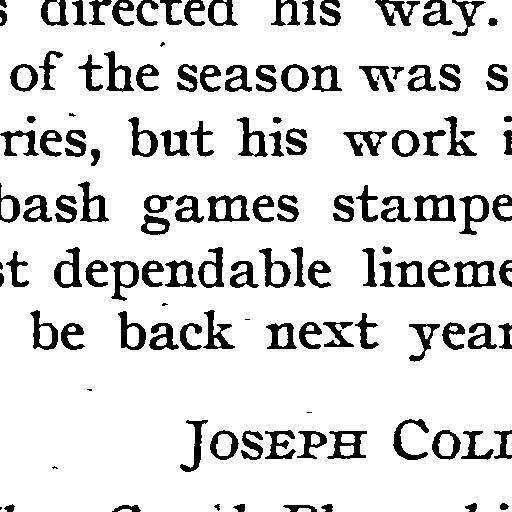 directed his way.
of the season was s
ries, but his work i
bash games stampe
st dependable lineme
be back next year
JOSEPH COLL